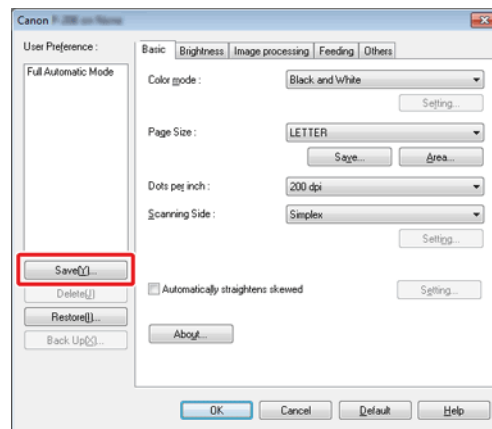 Canon
User Preference :
Full Automatic Mode
Save(Y)...
Delete(J)
Restore(I)...
Back Up(X)...
Basic Brightness Image processing Feeding Others
Color mode : Black and White
Setting...
Page Size : LETTER
Save... Area...
Dots per inch : 200 dpi
Scanning Side : Simplex
Setting...
Automatically straightens skewed Setting...
About...
OK Cancel Default Help